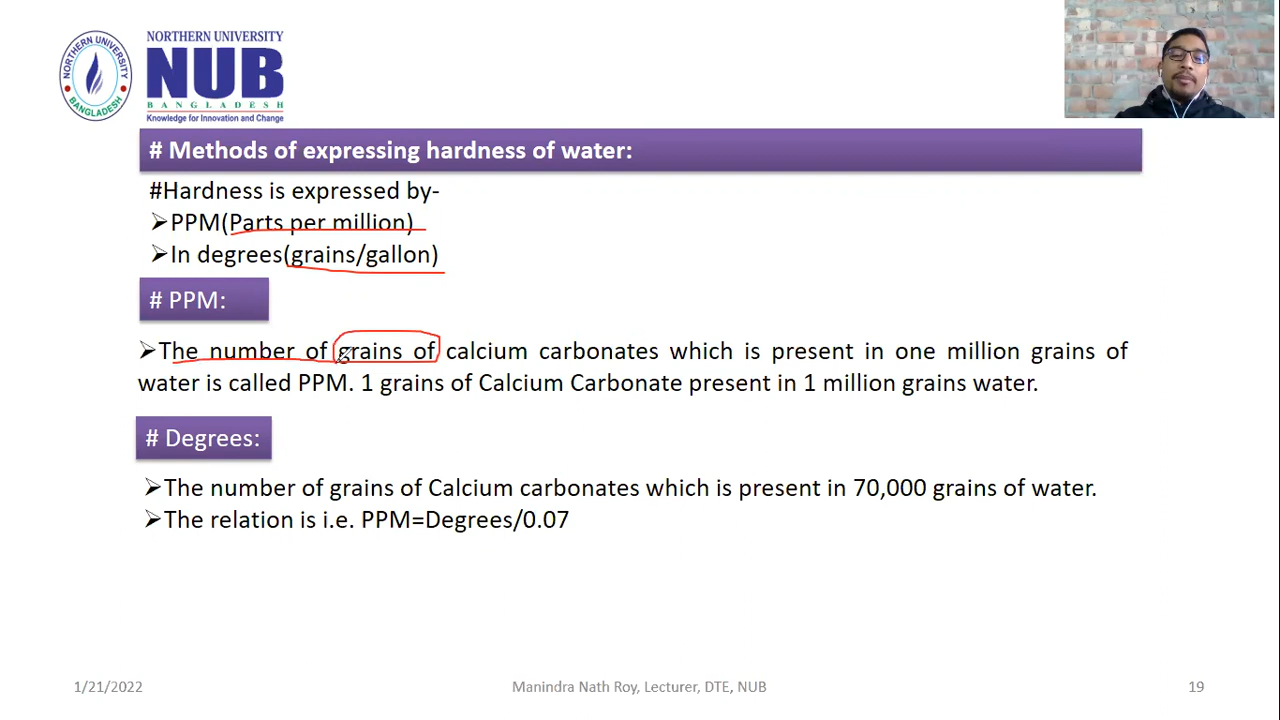 NORTHERN UNIVERSITY
BANGLADESH
NORTHERN UNIVERSITY
NUB
BANGLADESH
Knowledge for Innovation and Change
# Methods of expressing hardness of water:
#Hardness is expressed by-
➢PPM(Parts per million)
➢In degrees(grains/gallon)
# PPM:
➢The number of grains of calcium carbonates which is present in one million grains of
water is called PPM. 1 grains of Calcium Carbonate present in 1 million grains water.
# Degrees:
➢The number of grains of Calcium carbonates which is present in 70,000 grains of water.
➢The relation is i.e. PPM=Degrees/0.07
1/21/2022
Manindra Nath Roy, Lecturer, DTE, NUB
19